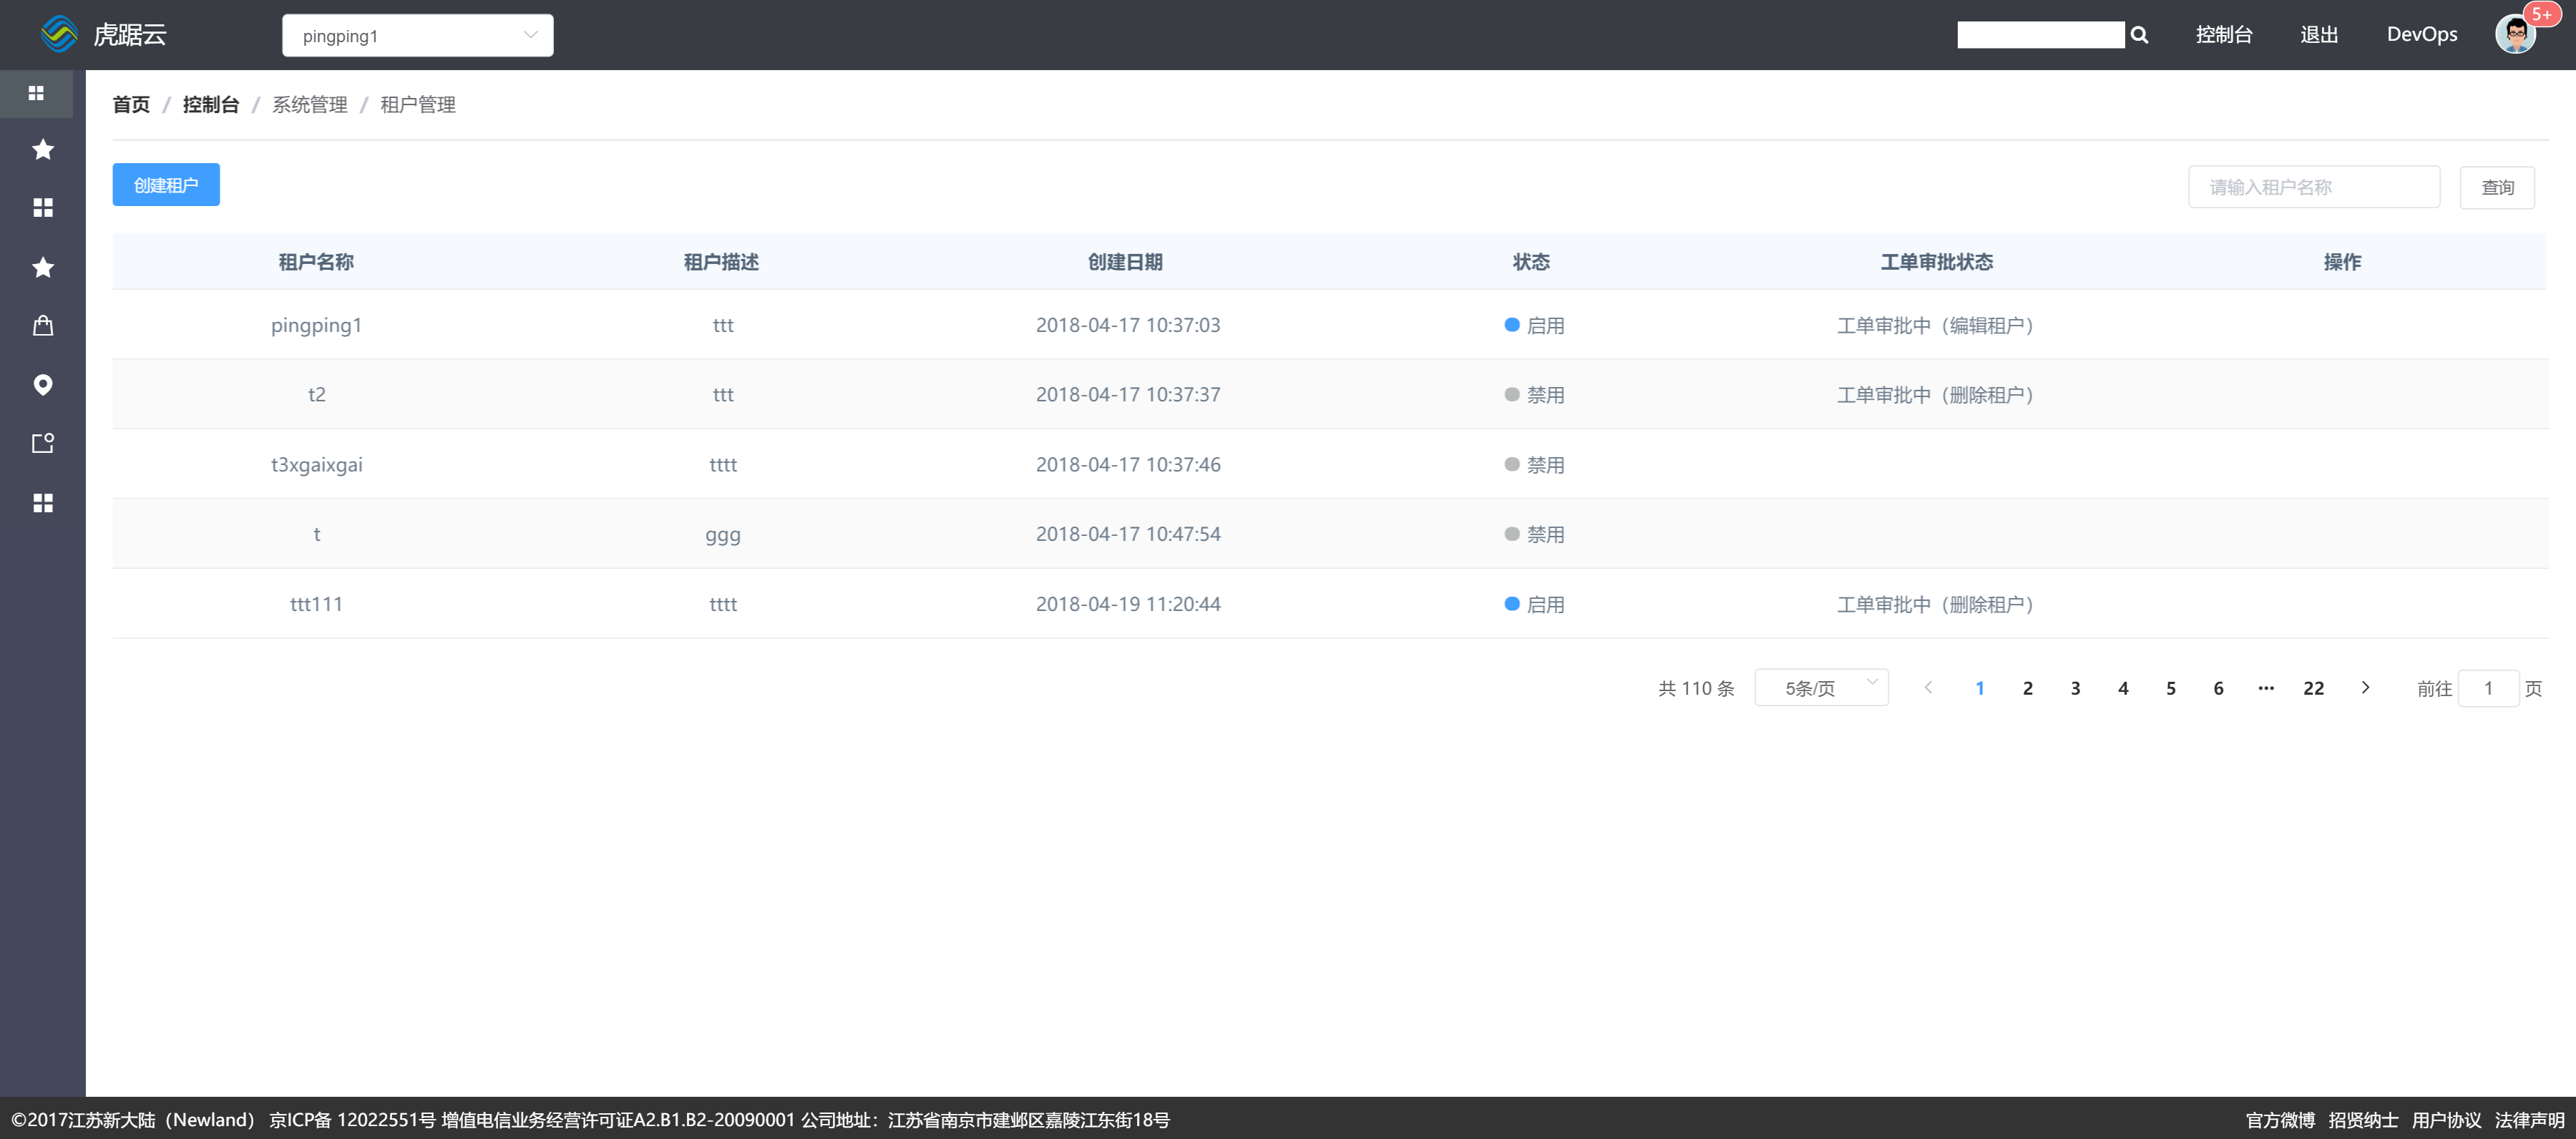 虎踞云
pingping1
控制台 退出 DevOps 5+
首页 / 控制台 / 系统管理 / 租户管理
创建租户
请输入租户名称 查询
租户名称 租户描述 创建日期 状态 工单审批状态 操作
pingping1 ttt 2018-04-17 10:37:03 启用 工单审批中（编辑租户）
t2 ttt 2018-04-17 10:37:37 禁用 工单审批中（删除租户）
t3xgaixgai tttt 2018-04-17 10:37:46 禁用
t ggg 2018-04-17 10:47:54 禁用
ttt111 tttt 2018-04-19 11:20:44 启用 工单审批中（删除租户）
共 110 条 5条/页 1 2 3 4 5 6 ··· 22 前往 1 页
©2017江苏新大陆（Newland） 京ICP备 12022551号 增值电信业务经营许可证A2.B1.B2-20090001 公司地址：江苏省南京市建邺区嘉陵江东街18号
官方微博 招贤纳士 用户协议 法律声明